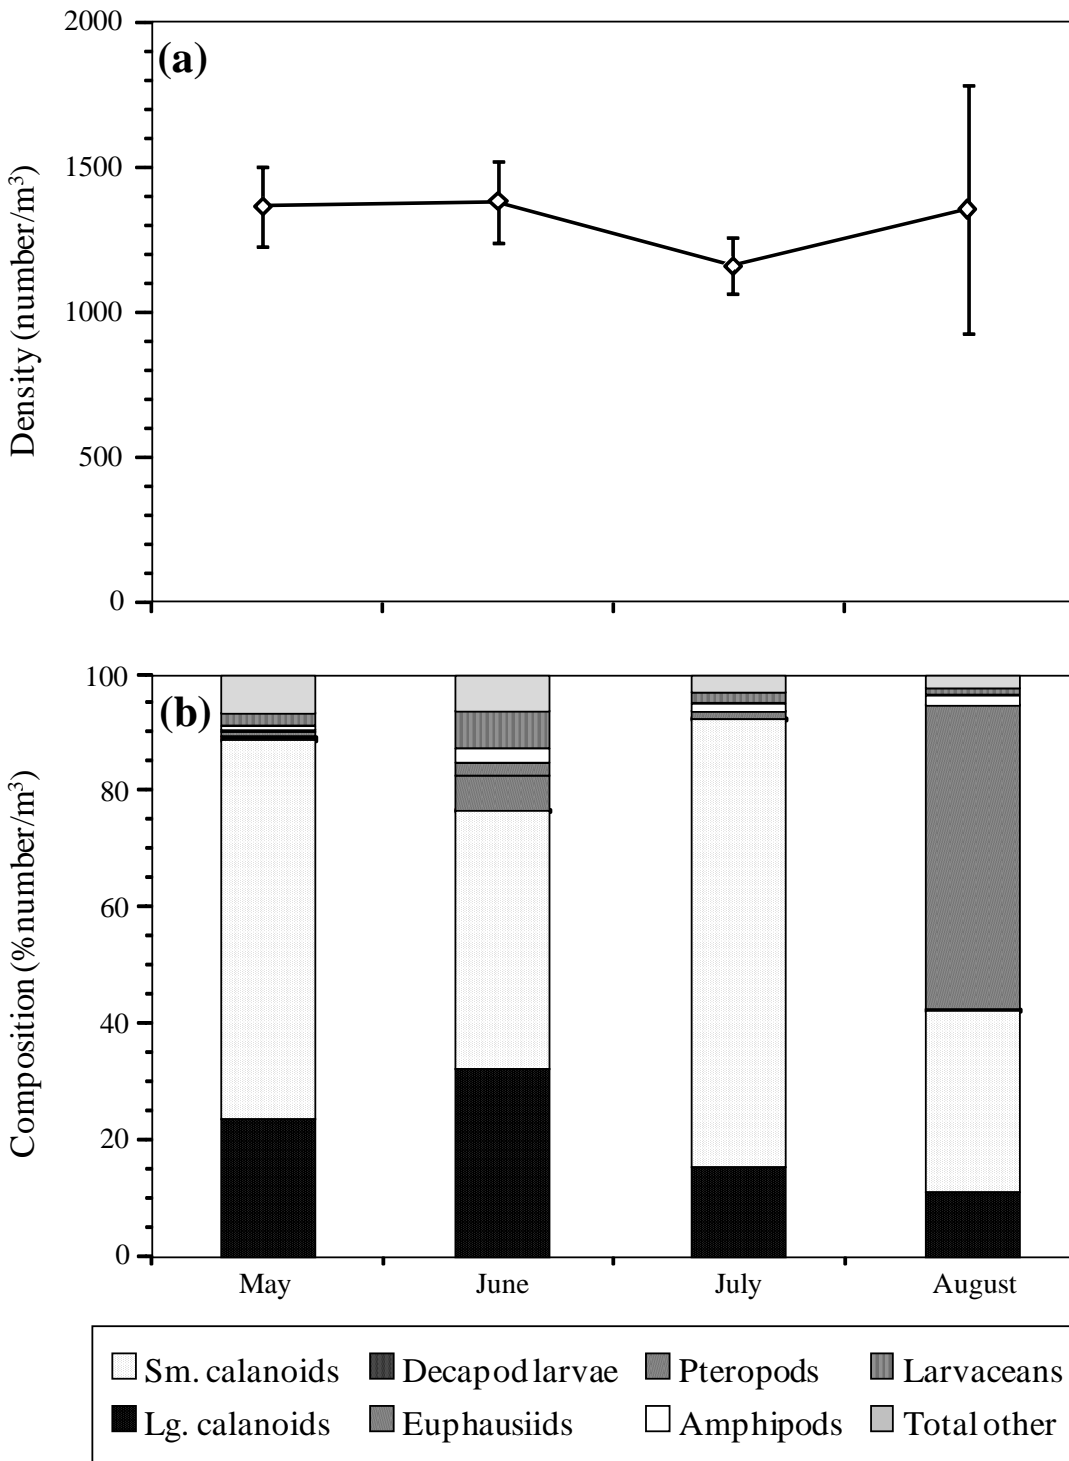 2000
(a)
1500
1000
500
0
Density (number/m³)
100
(b)
80
60
40
20
0
Composition (% number/m³)
May June July August
Sm. calanoids Decapod larvae Pteropods Larvaceans
Lg. calanoids Euphausiids Amphipods Total other